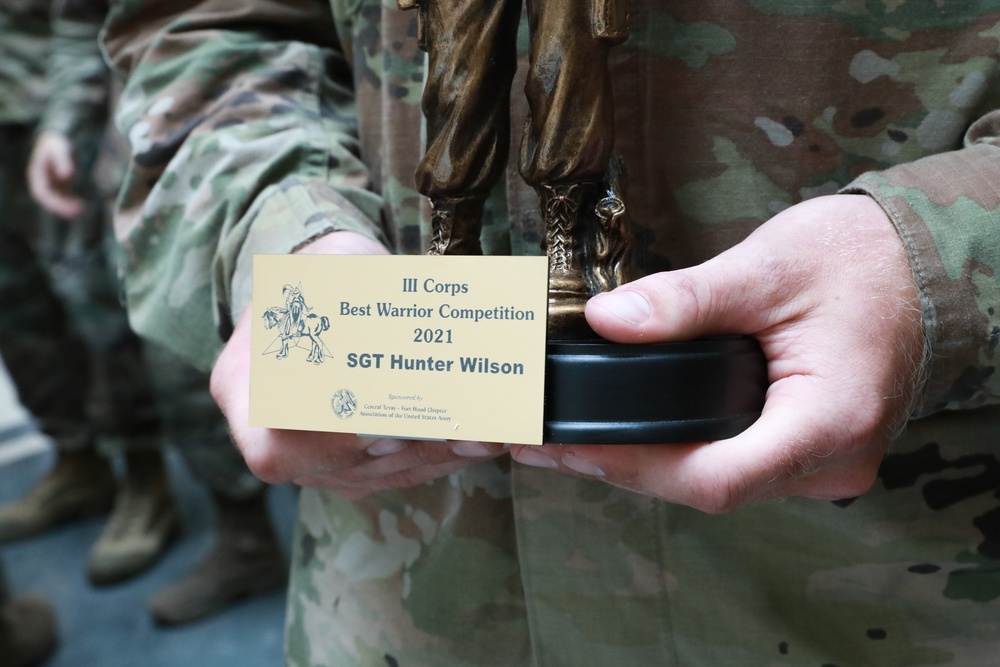 III Corps
Best Warrior Competition
2021
SGT Hunter Wilson
Sponsored by
Central Texas - Fort Hood Chapter
Association of the United States Army